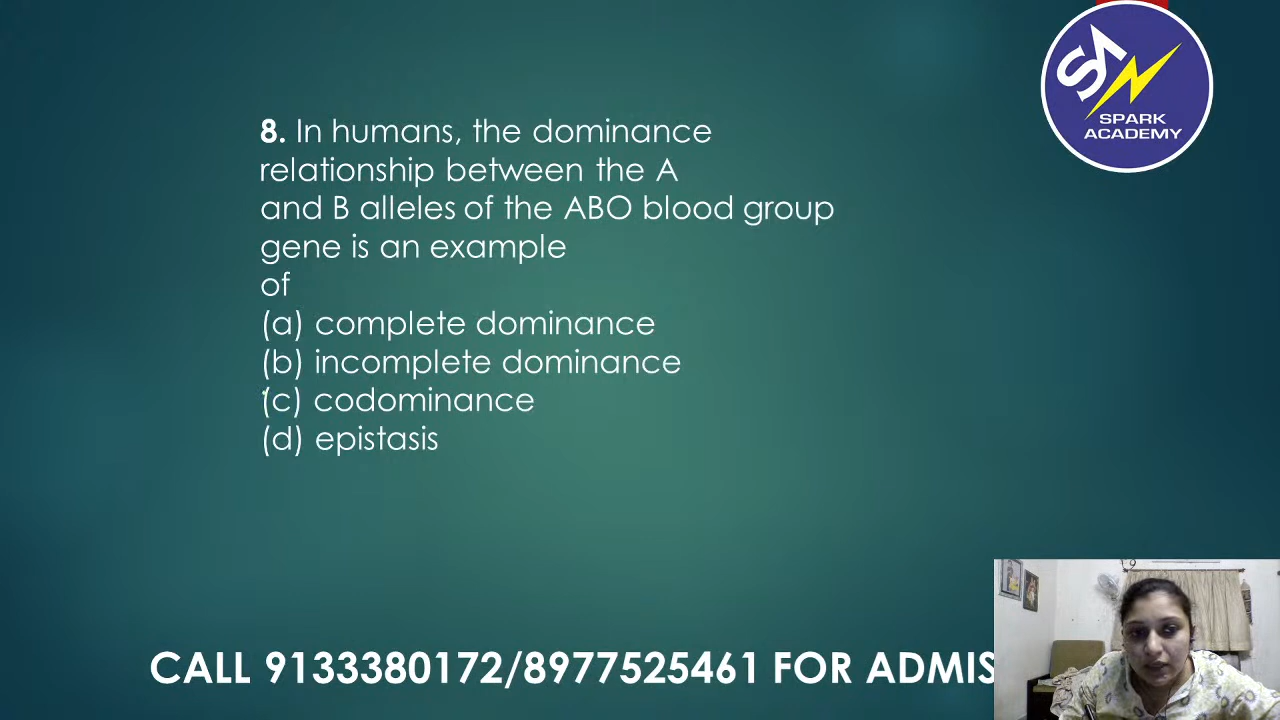 SA
SPARK
ACADEMY
8. In humans, the dominance
relationship between the A
and B alleles of the ABO blood group
gene is an example
of
(a) complete dominance
(b) incomplete dominance
(c) codominance
(d) epistasis
CALL 9133380172/8977525461 FOR ADMIS